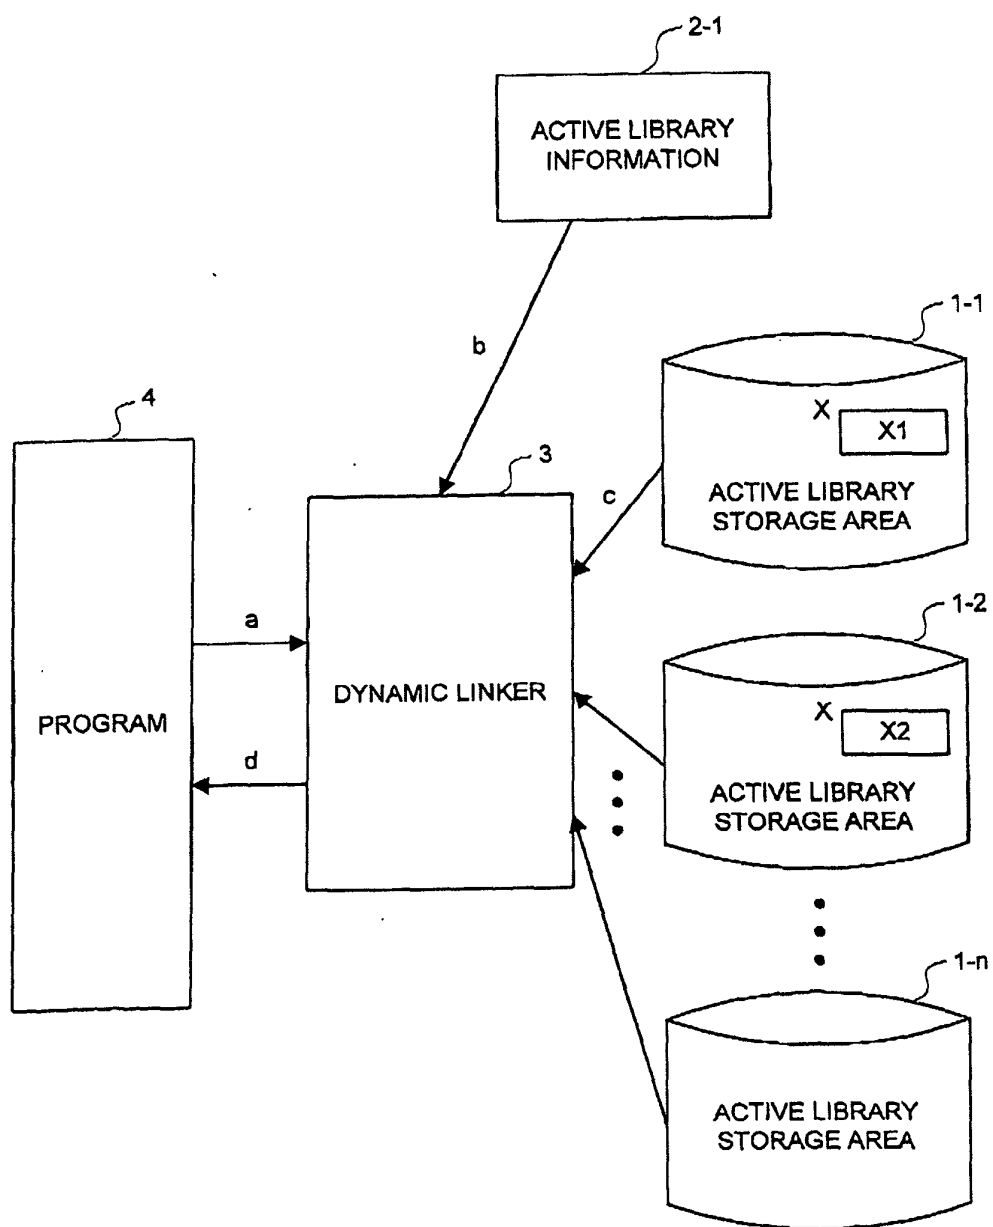 2-1
ACTIVE LIBRARY
INFORMATION
b
1-1
X
X1
ACTIVE LIBRARY
STORAGE AREA
c
4
3
1-2
X
X2
ACTIVE LIBRARY
STORAGE AREA
a
DYNAMIC LINKER
PROGRAM
d
1-n
ACTIVE LIBRARY
STORAGE AREA